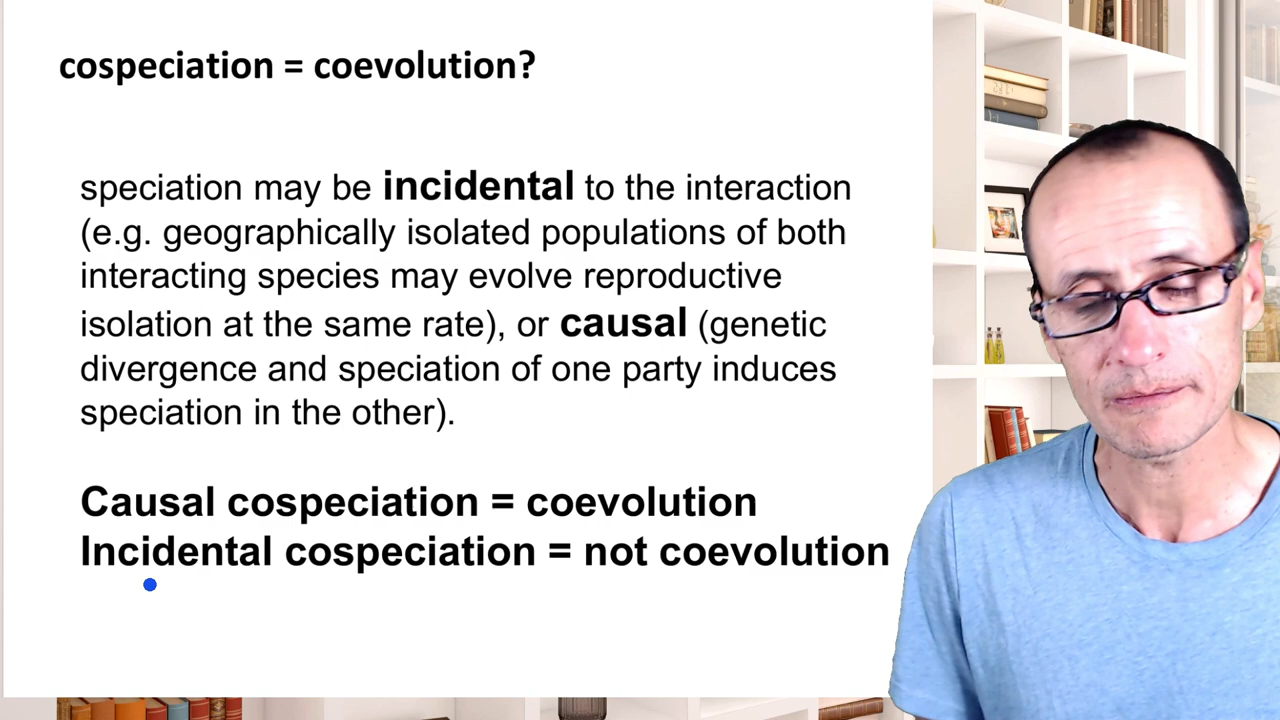 cospeciation = coevolution?
speciation may be incidental to the interaction
(e.g. geographically isolated populations of both
interacting species may evolve reproductive
isolation at the same rate), or causal (genetic
divergence and speciation of one party induces
speciation in the other).
Causal cospeciation = coevolution
Incidental cospeciation = not coevolution